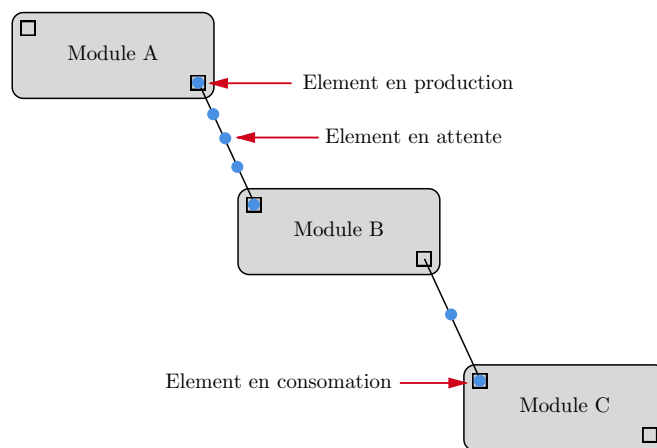 Module A
Element en production
Element en attente
Module B
Element en consomation
Module C